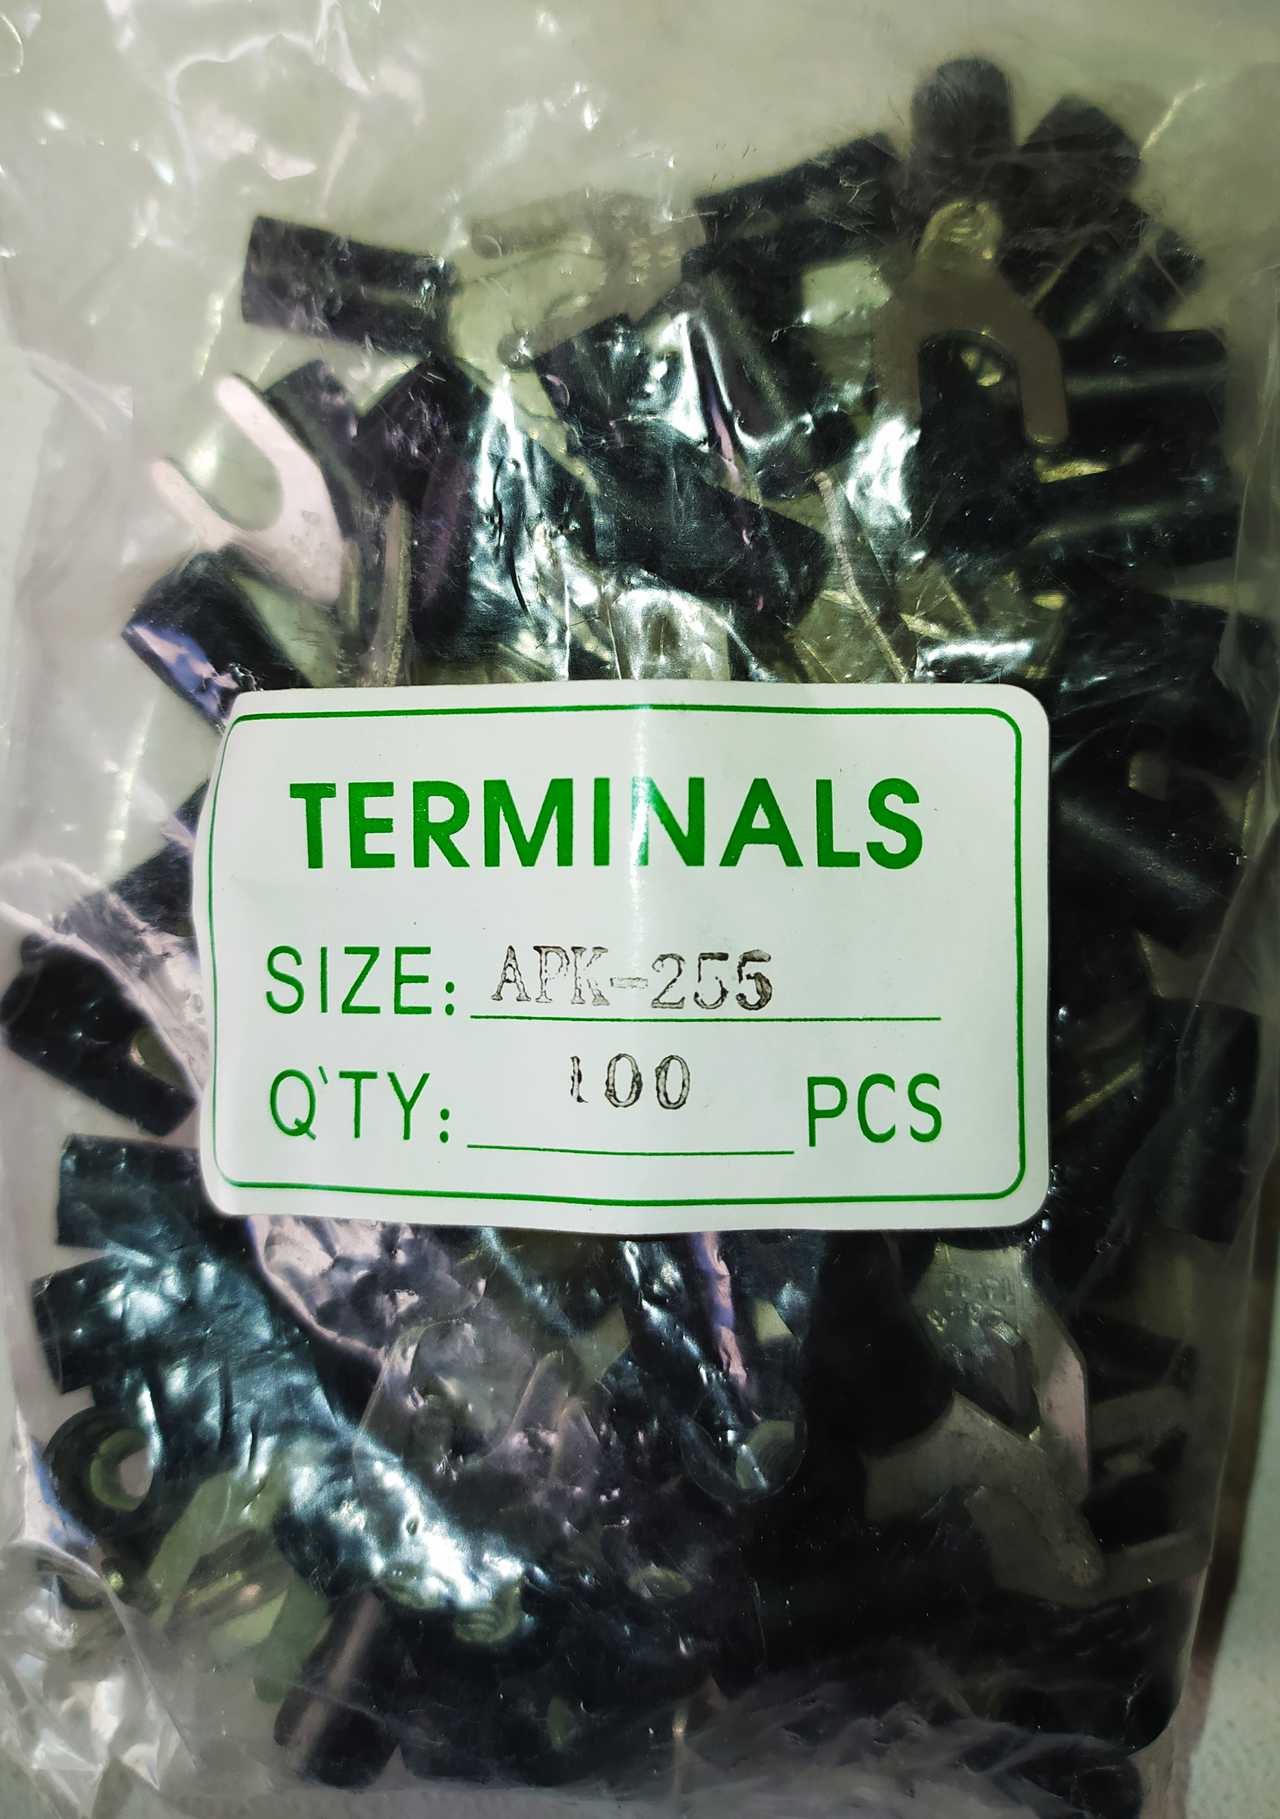 TERMINALS
SIZE: APK-255
Q'TY: 100 PCS